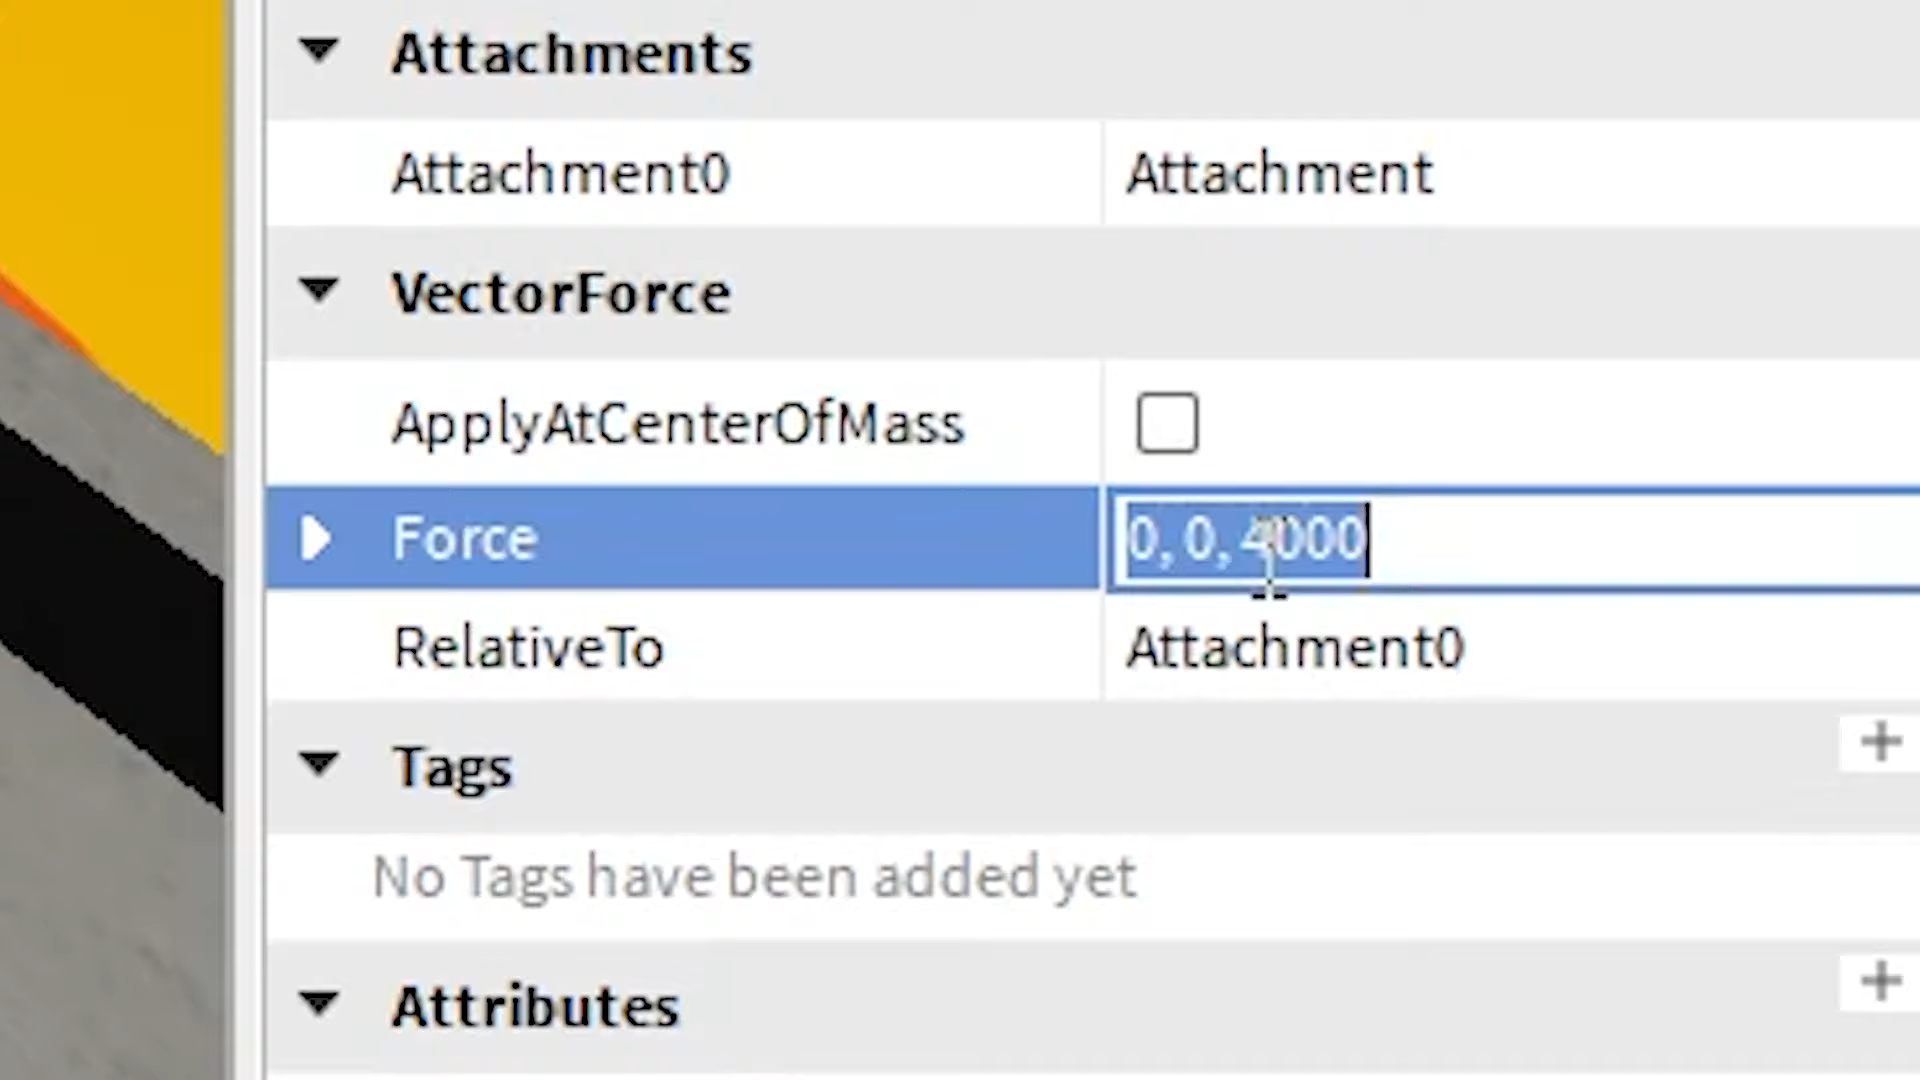 Attachments
Attachment0 Attachment
VectorForce
ApplyAtCenterOfMass
Force 0, 0, 4000
RelativeTo Attachment0
Tags +
No Tags have been added yet
Attributes +